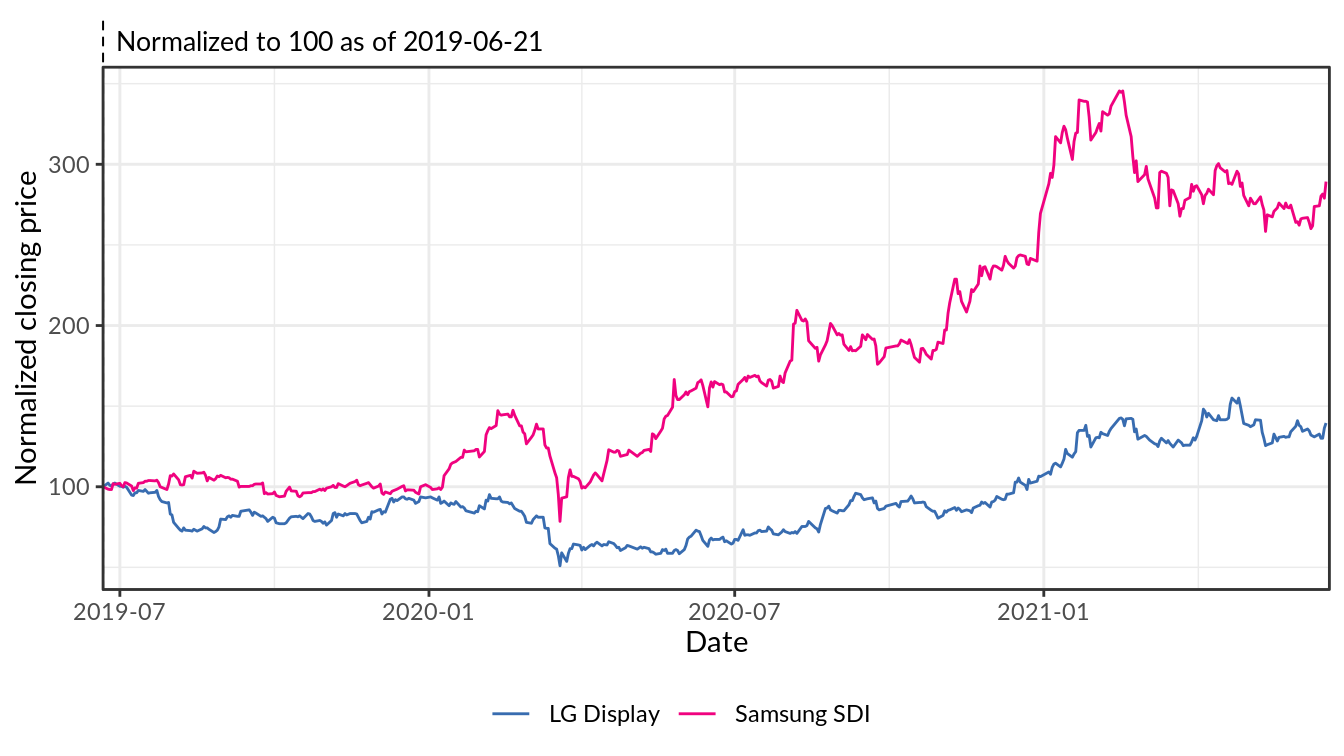 Normalized to 100 as of 2019-06-21
Normalized closing price
300
200
100
2019-07
2020-01
2020-07
2021-01
Date
LG Display
Samsung SDI